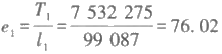 e₁ = T₁/l₁ = 7 532 275/99 087 = 76.02